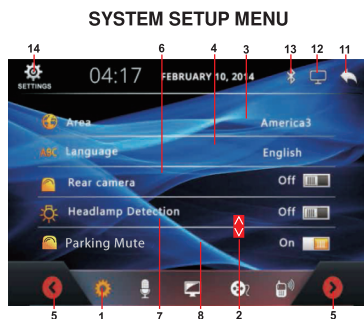 SYSTEM SETUP MENU
14 6 4 3 13 12 11
SETTINGS 04:17 FEBRUARY 10, 2014
Area America3
ABC Language English
Rear camera Off
Headlamp Detection Off
Parking Mute On
5 1 7 8 2 5